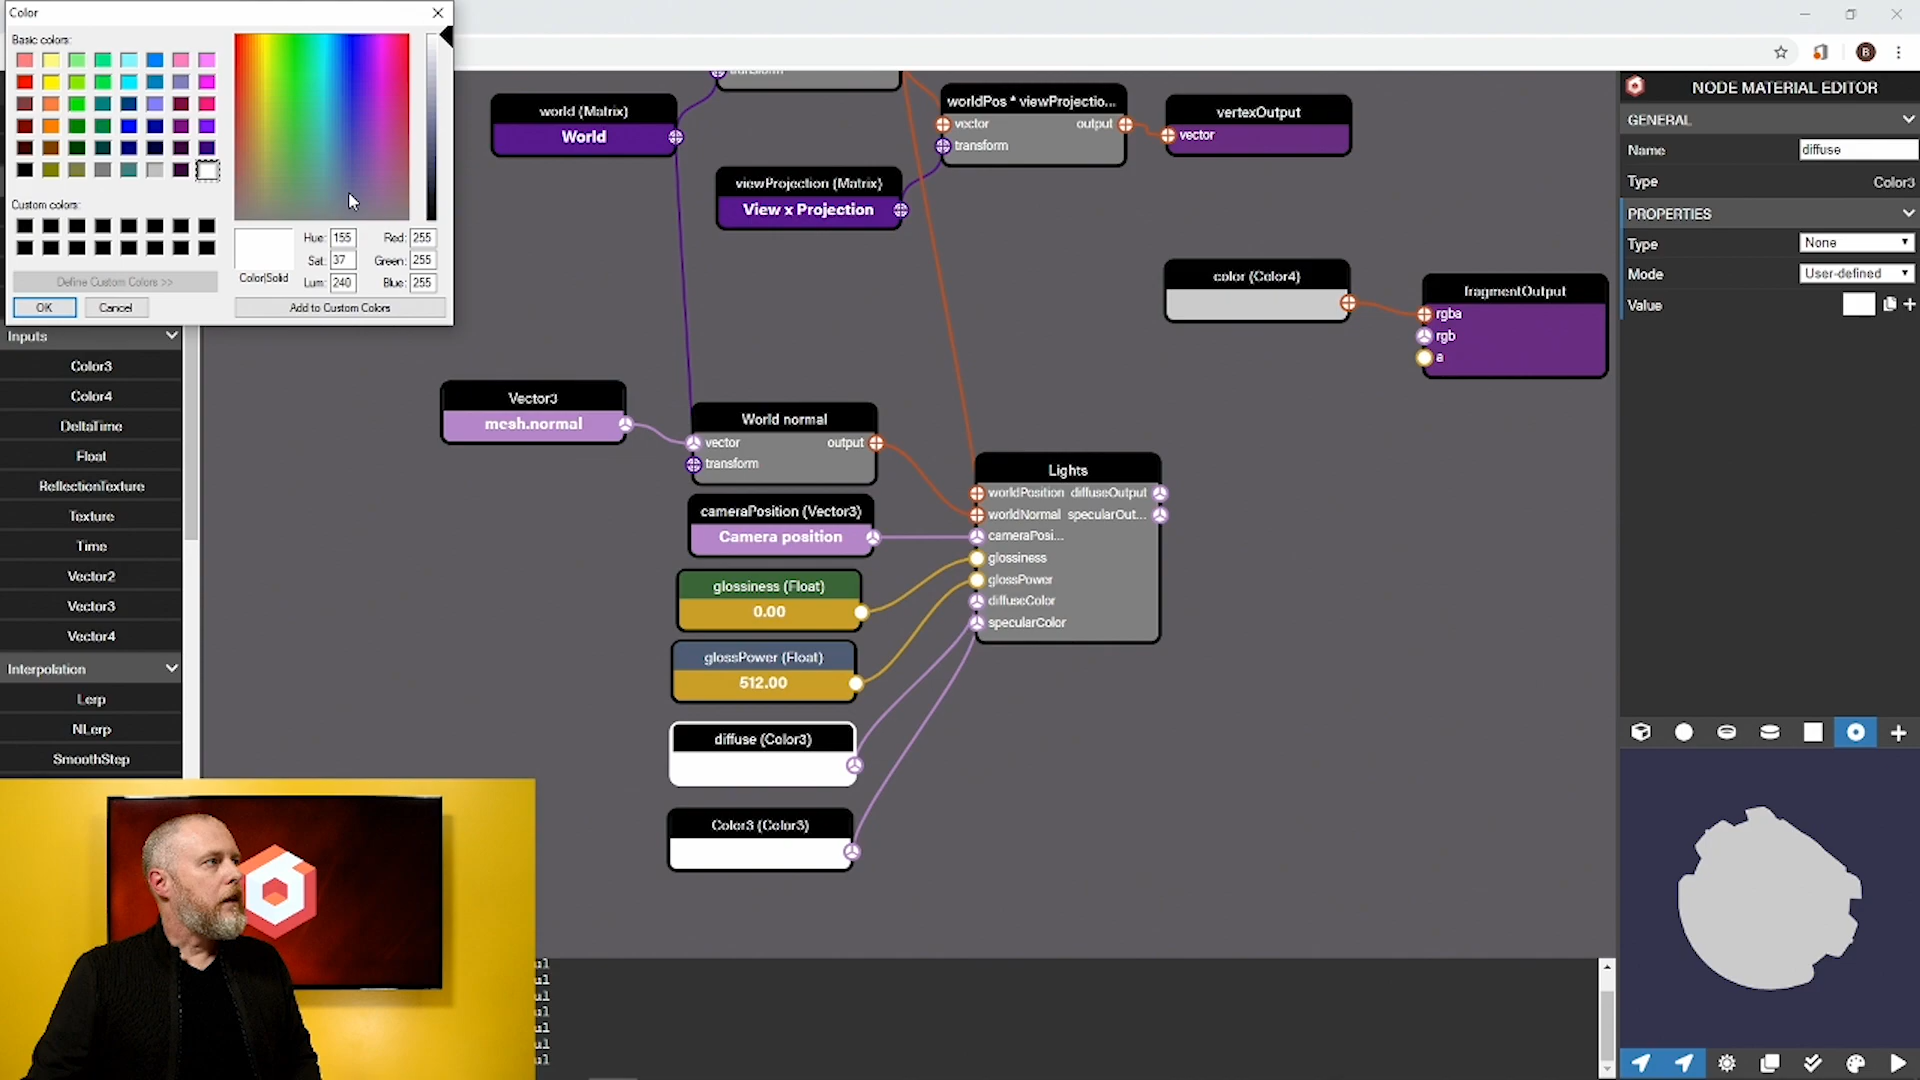 Color
Basic colors:
Custom colors:
Define Custom Colors >>
OK
Cancel
Color|Solid
Hue: 155
Sat: 37
Lum: 240
Red: 255
Green: 255
Blue: 255
Add to Custom Colors
Inputs
Color3
Color4
DeltaTime
Float
ReflectionTexture
Texture
Time
Vector2
Vector3
Vector4
Interpolation
Lerp
NLerp
SmoothStep
world (Matrix)
World
worldPos * viewProjectio...
vector
output
transform
vertexOutput
vector
viewProjection (Matrix)
View x Projection
color (Color4)
fragmentOutput
rgba
rgb
a
Vector3
mesh.normal
World normal
vector
output
transform
cameraPosition (Vector3)
Camera position
glossiness (Float)
0.00
glossPower (Float)
512.00
diffuse (Color3)
Color3 (Color3)
Lights
worldPosition diffuseOutput
worldNormal specularOut...
cameraPosi...
glossiness
glossPower
diffuseColor
specularColor
B
NODE MATERIAL EDITOR
GENERAL
Name
diffuse
Type
Color3
PROPERTIES
Type
None
Mode
User-defined
Value